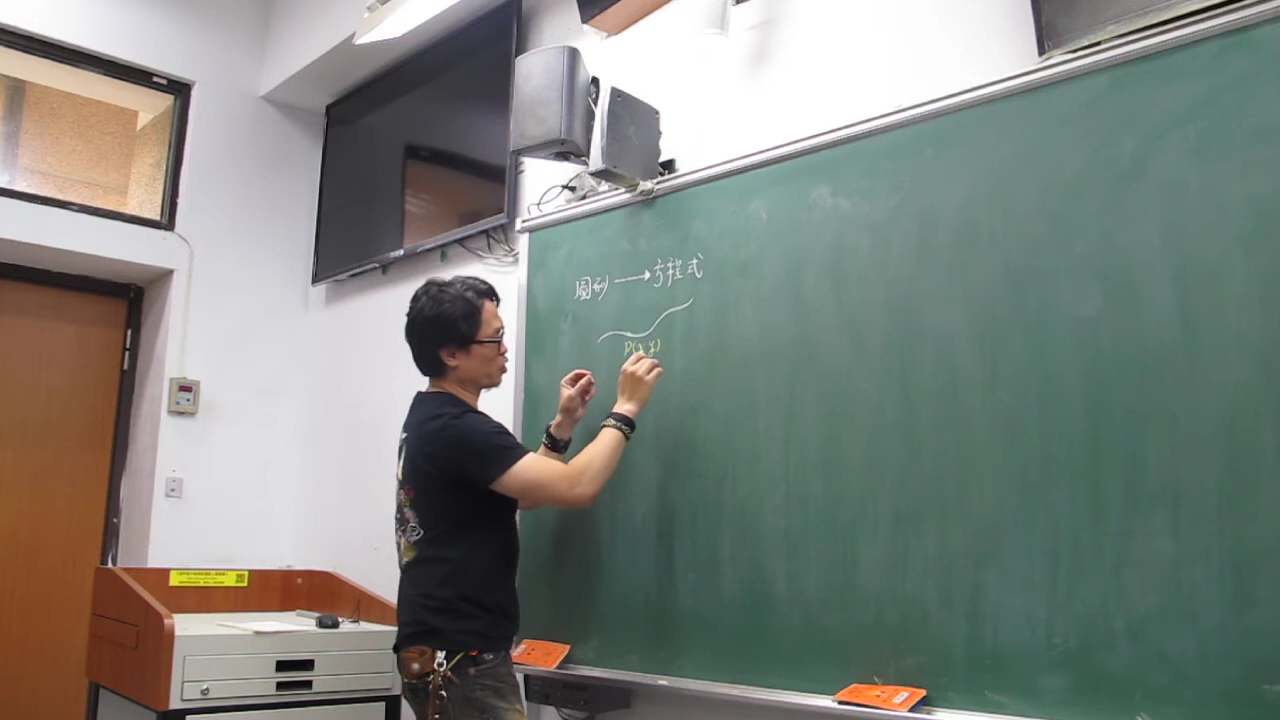 圖形 → 方程式
P(x,y)